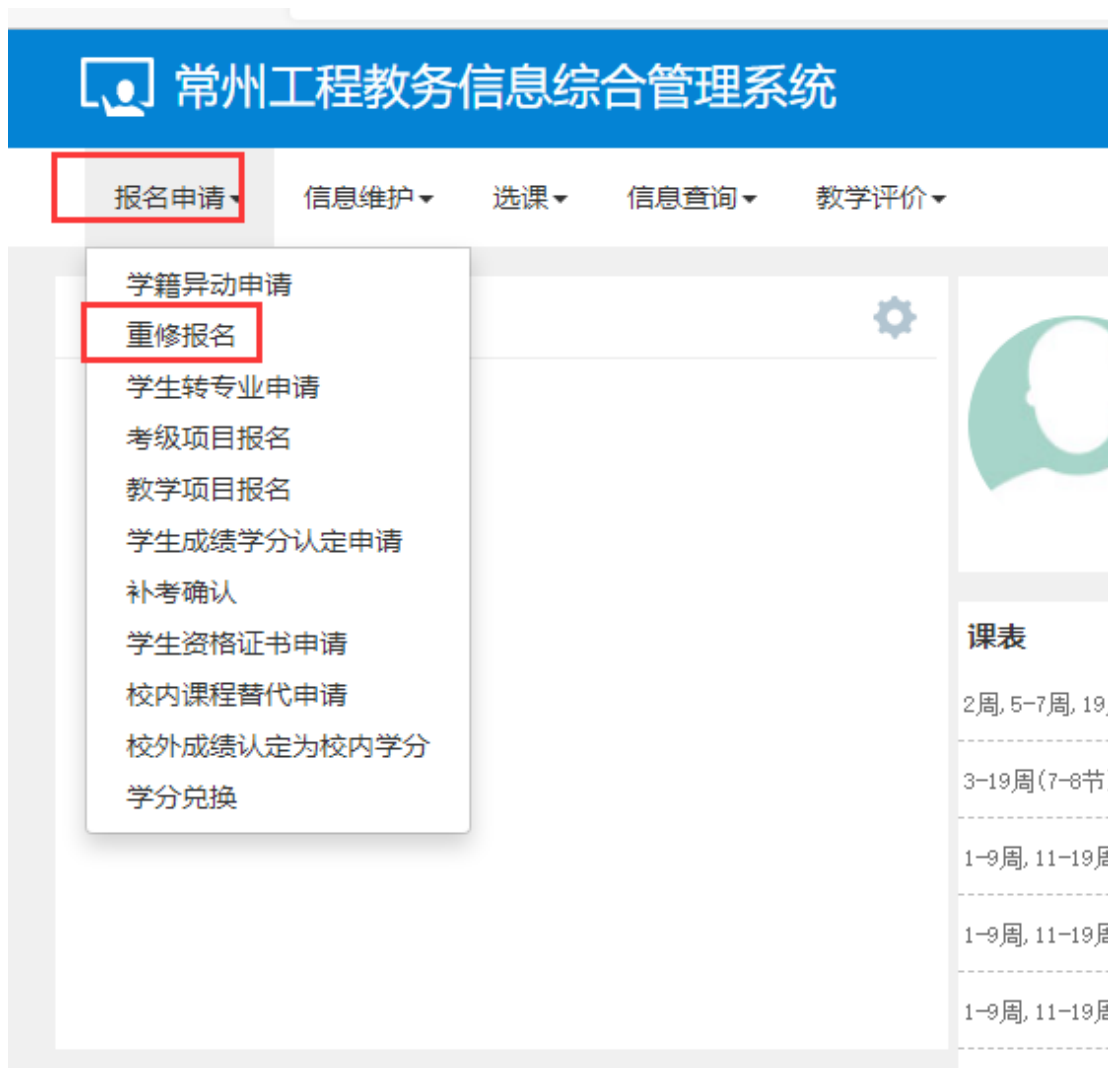 常州工程教务信息综合管理系统
报名申请 信息维护 选课 信息查询 教学评价
学籍异动申请
重修报名
学生转专业申请
考级项目报名
教学项目报名
学生成绩学分认定申请
补考确认
学生资格证书申请
校内课程替代申请
校外成绩认定为校内学分
学分兑换
课表
2周,5-7周,19
3-19周(7-8节
1-9周,11-19周
1-9周,11-19周
1-9周,11-19周